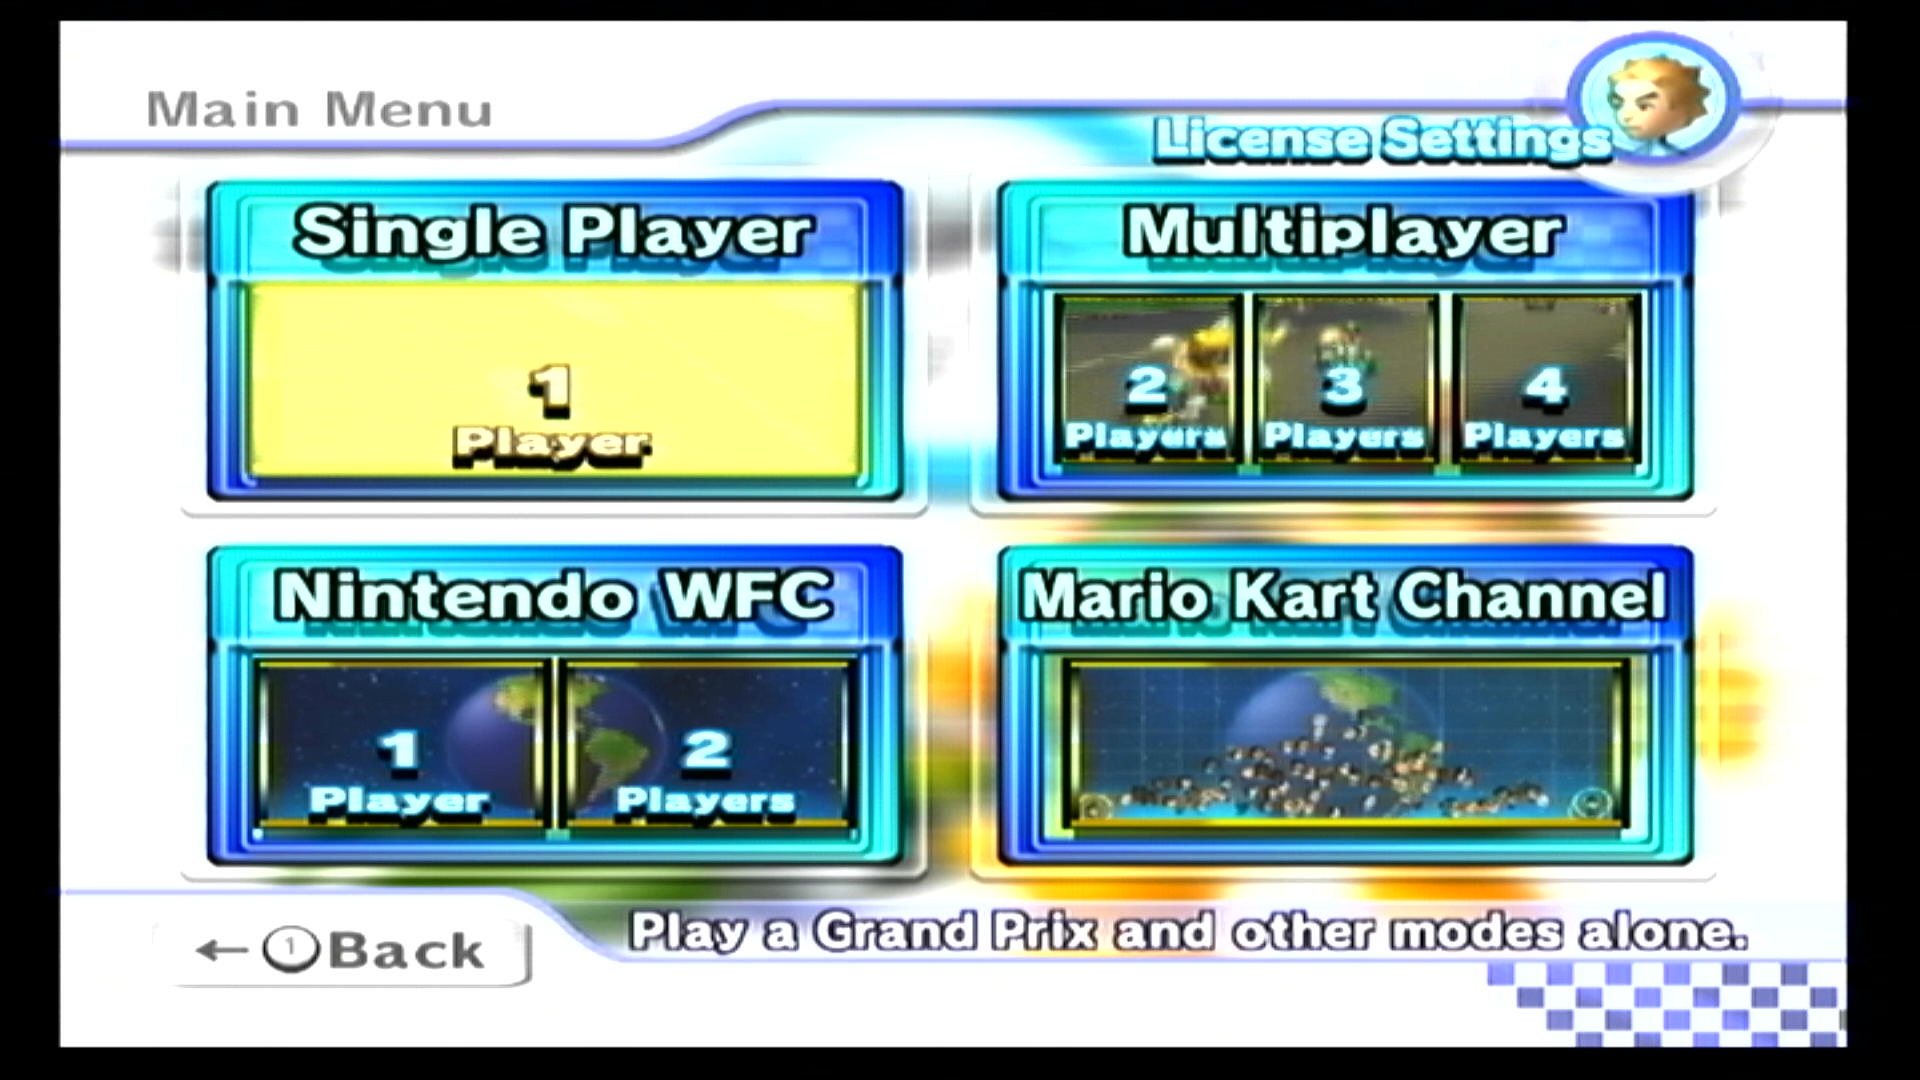 Main Menu
License Settings
Single Player
1
Player
Multiplayer
2
Players
3
Players
4
Players
Nintendo WFC
1
Player
2
Players
Mario Kart Channel
← 1 Back
Play a Grand Prix and other modes alone.